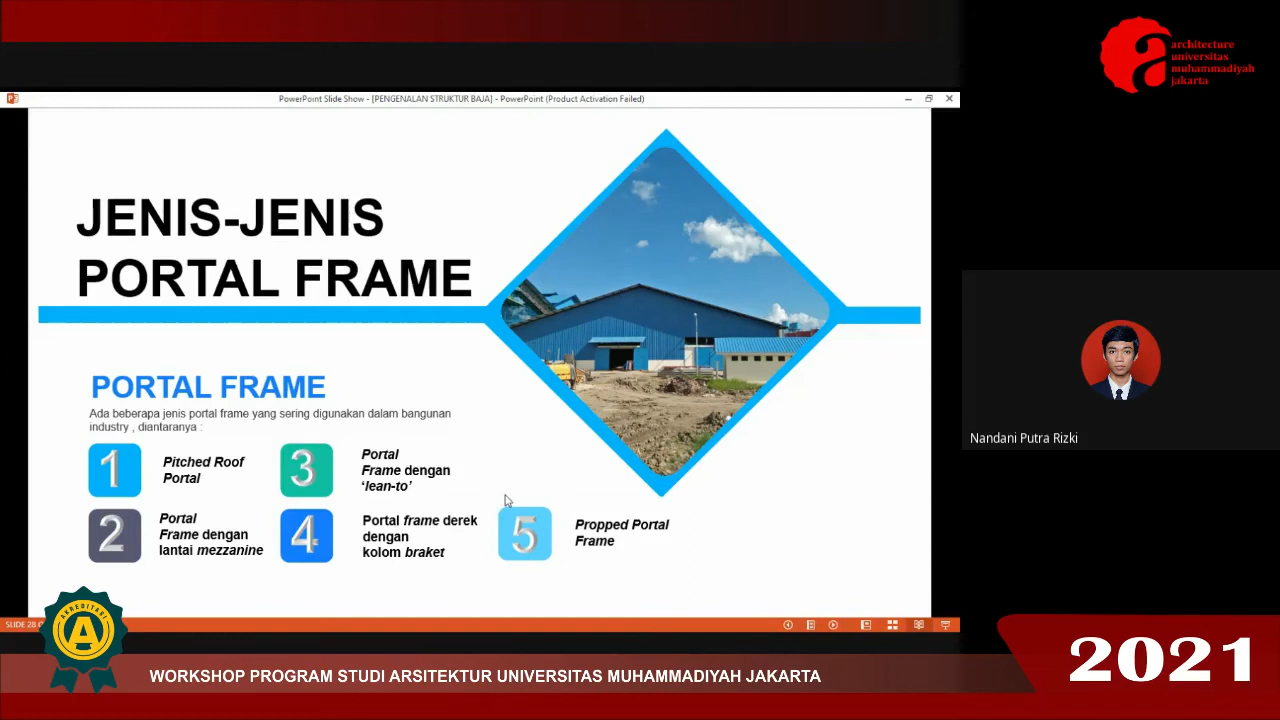 architecture
universitas
muhammadiyah
jakarta
PowerPoint Slide Show - [PENGENALAN STRUKTUR BAJA] - PowerPoint (Product Activation Failed)
JENIS-JENIS
PORTAL FRAME
PORTAL FRAME
Ada beberapa jenis portal frame yang sering digunakan dalam bangunan
industry , diantaranya :
1
Pitched Roof
Portal
2
Portal
Frame dengan
lantai mezzanine
3
Portal
Frame dengan
‘lean-to’
4
Portal frame derek
dengan
kolom braket
5
Propped Portal
Frame
Nandani Putra Rizki
SLIDE 28
AKREDITASI
A
WORKSHOP PROGRAM STUDI ARSITEKTUR UNIVERSITAS MUHAMMADIYAH JAKARTA
2021